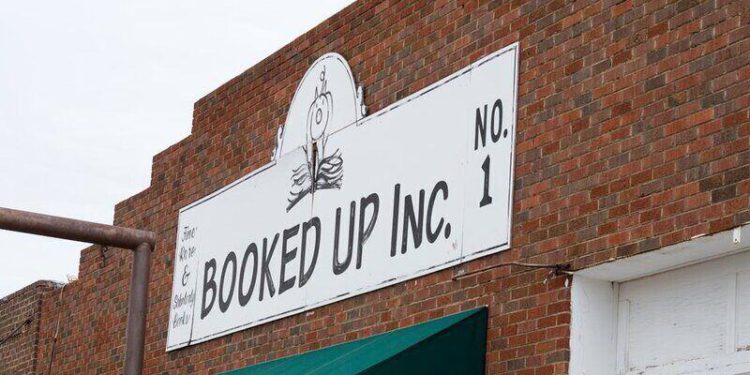 Fine
Rare
&
Scholarly
Books
BOOKED UP INC.
NO.
1